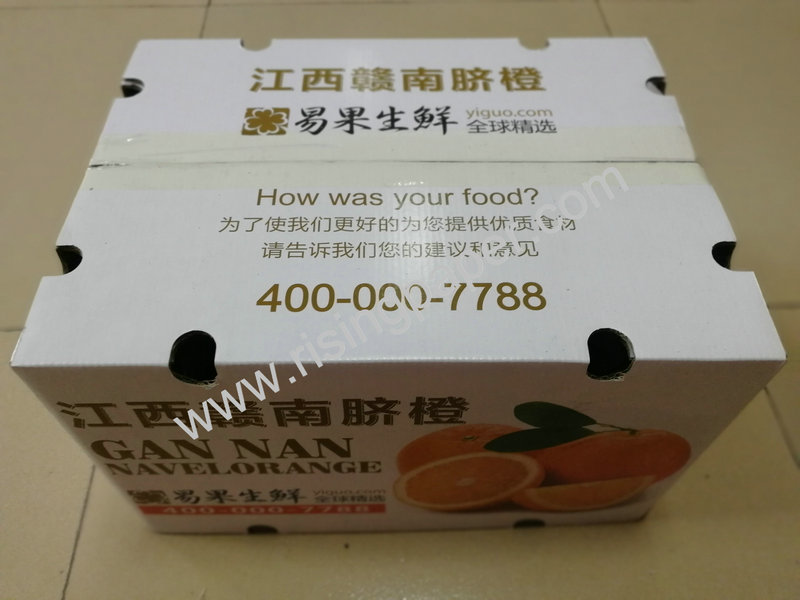 江西赣南脐橙
易果生鲜 yiguo.com
全球精选
How was your food?
为了使我们更好的为您提供优质食材
请告诉我们您的建议和意见
400-000-7788
江西赣南脐橙
GAN NAN
NAVELORANGE
易果生鲜 yiguo.com
全球精选
400-000-7788